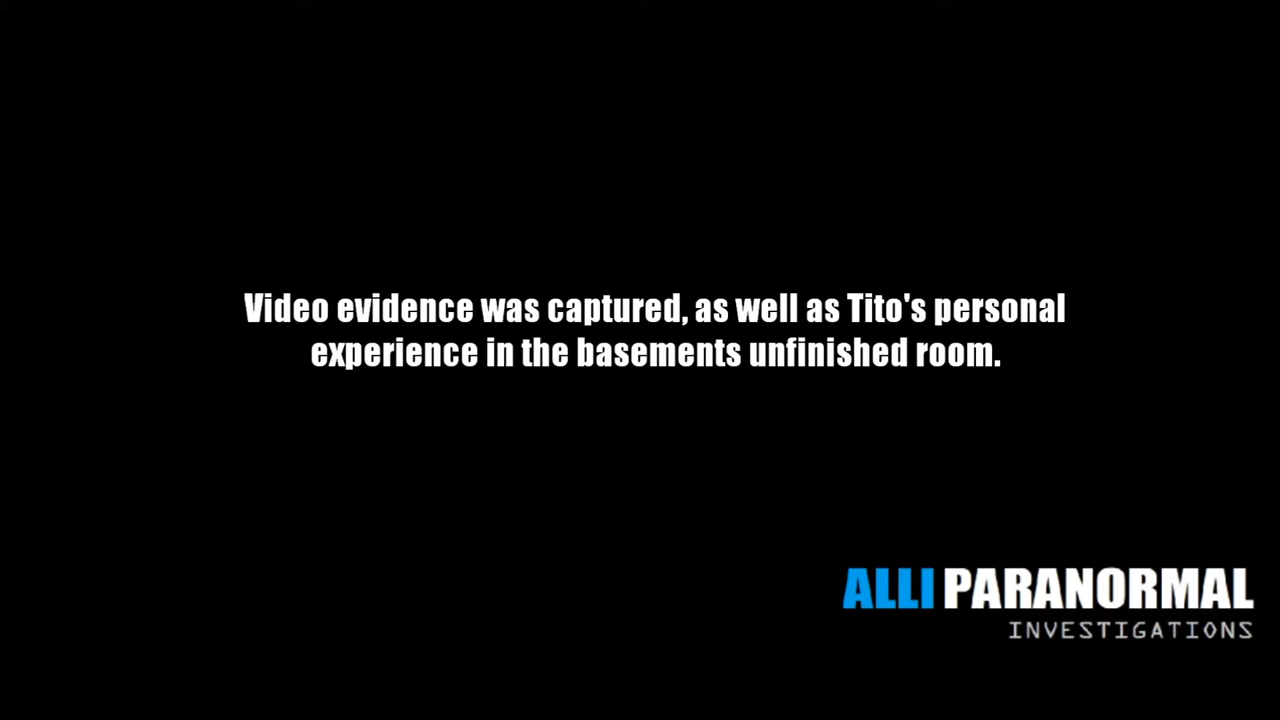 Video evidence was captured, as well as Tito's personal
experience in the basements unfinished room.
ALLI PARANORMAL
INVESTIGATIONS